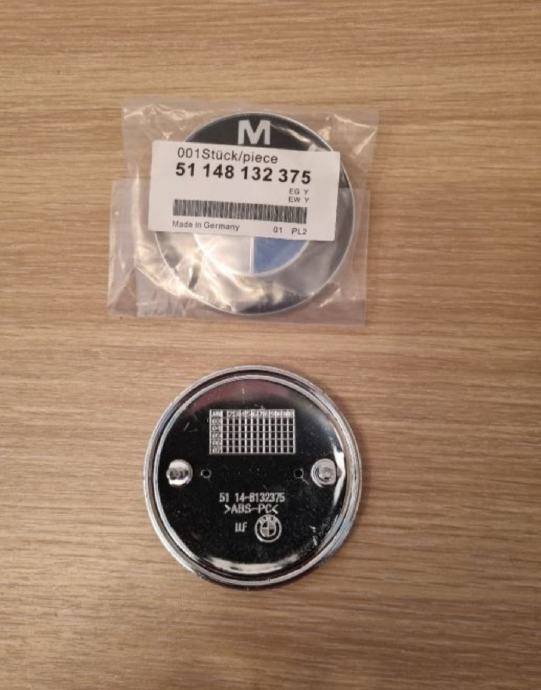 M
001Stück/piece
51 148 132 375
EG Y
EW Y
Made in Germany 01 PL2
51 14-8132375
>ABS-PC<